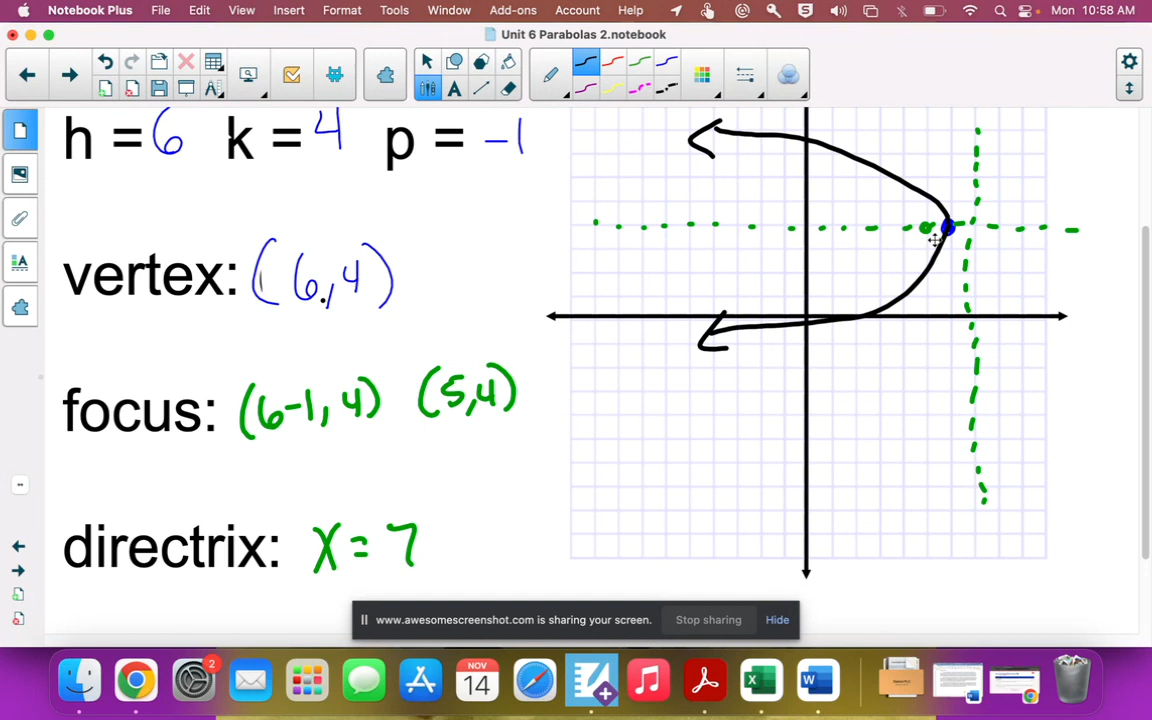 Notebook Plus File Edit View Insert Format Tools Window Add-ons Account Help Mon 10:58 AM
Unit 6 Parabolas 2.notebook
h = 6 k = 4 p = -1
vertex: (6,4)
focus: (6-1, 4) (5,4)
directrix: x = 7
www.awesomescreenshot.com is sharing your screen. Stop sharing Hide
2
NOV
14